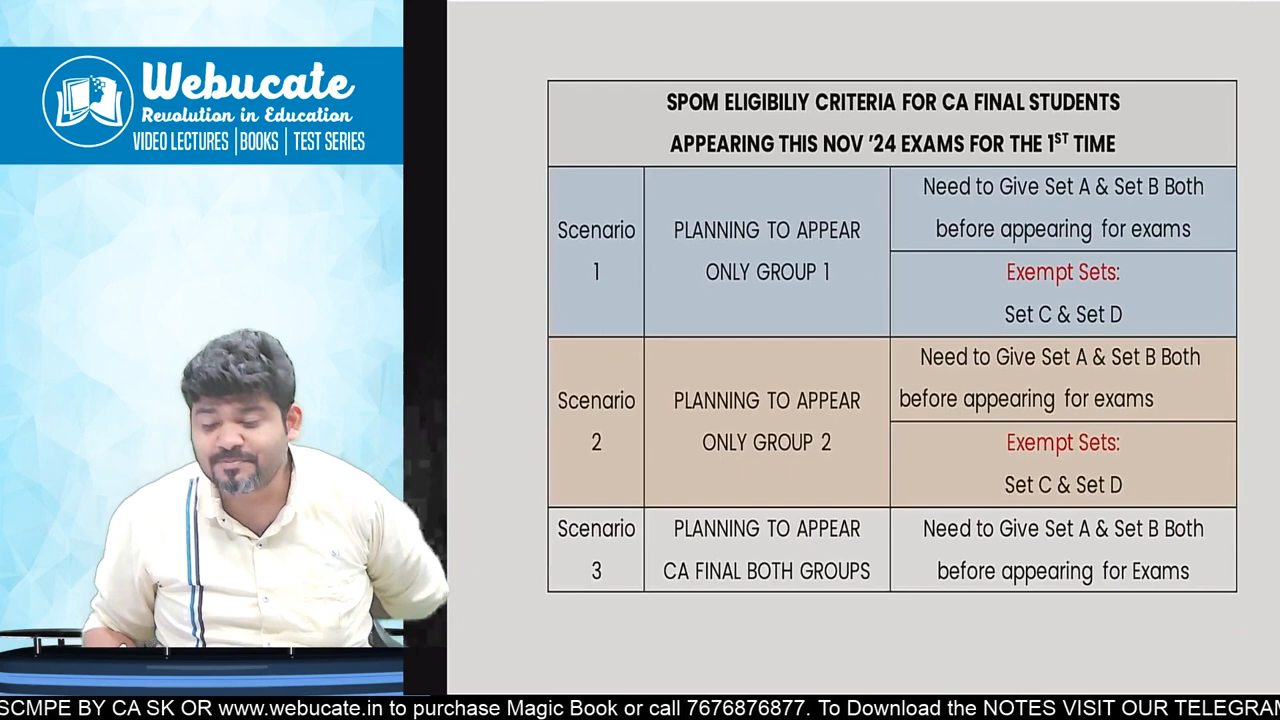 Webucate
Revolution in Education
VIDEO LECTURES | BOOKS | TEST SERIES
SPOM ELIGIBILIY CRITERIA FOR CA FINAL STUDENTS
APPEARING THIS NOV '24 EXAMS FOR THE 1ST TIME
Scenario
1
PLANNING TO APPEAR
ONLY GROUP 1
Need to Give Set A & Set B Both
before appearing for exams
Exempt Sets:
Set C & Set D
Scenario
2
PLANNING TO APPEAR
ONLY GROUP 2
Need to Give Set A & Set B Both
before appearing for exams
Exempt Sets:
Set C & Set D
Scenario
3
PLANNING TO APPEAR
CA FINAL BOTH GROUPS
Need to Give Set A & Set B Both
before appearing for Exams
SCMPE BY CA SK OR www.webucate.in to purchase Magic Book or call 7676876877. To Download the NOTES VISIT OUR TELEGRAM